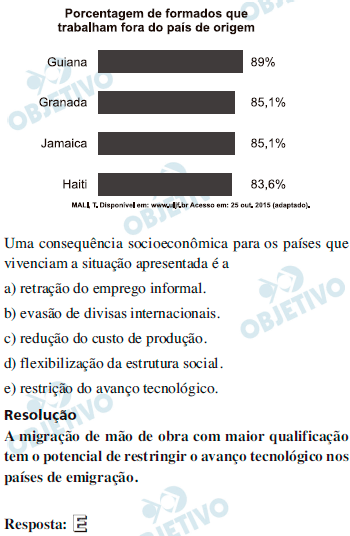 Porcentagem de formados que
trabalham fora do país de origem
Guiana 89%
Granada 85,1%
Jamaica 85,1%
Haiti 83,6%
MALI, T. Disponível em: www.ufjf.br Acesso em: 25 out. 2015 (adaptado).
Uma consequência socioeconômica para os países que
vivenciam a situação apresentada é a
a) retração do emprego informal.
b) evasão de divisas internacionais.
c) redução do custo de produção.
d) flexibilização da estrutura social.
e) restrição do avanço tecnológico.
Resolução
A migração de mão de obra com maior qualificação
tem o potencial de restringir o avanço tecnológico nos
países de emigração.
Resposta: E
OBJETIVO
OBJETIVO
OBJETIVO
OBJETIVO
OBJETIVO
OBJETIVO